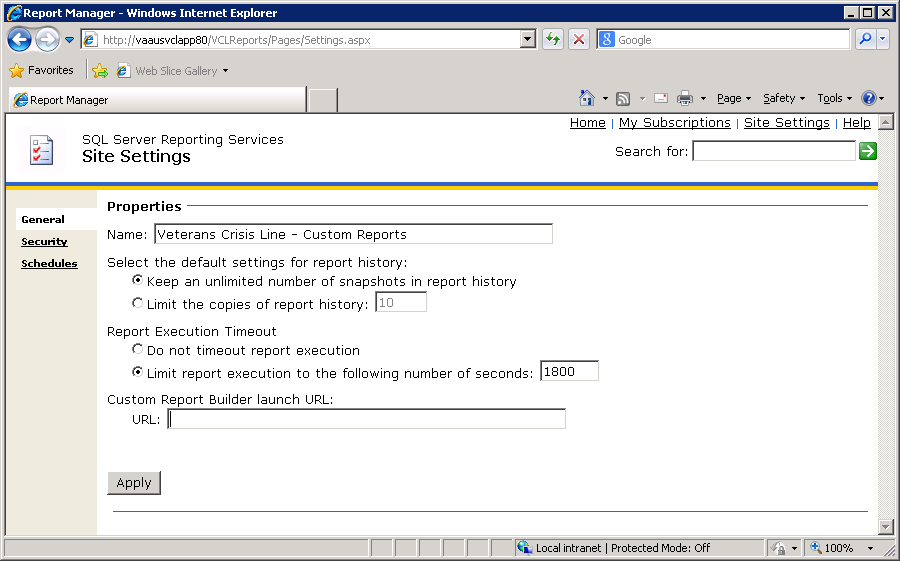 Report Manager - Windows Internet Explorer
http://vaausvclapp80/VCLReports/Pages/Settings.aspx
Google
Favorites
Web Slice Gallery
Report Manager
Page
Safety
Tools
Home | My Subscriptions | Site Settings | Help
SQL Server Reporting Services
Site Settings
Search for:
General
Security
Schedules
Properties
Name: Veterans Crisis Line - Custom Reports
Select the default settings for report history:
Keep an unlimited number of snapshots in report history
Limit the copies of report history: 10
Report Execution Timeout
Do not timeout report execution
Limit report execution to the following number of seconds: 1800
Custom Report Builder launch URL:
URL:
Apply
Local intranet | Protected Mode: Off
100%